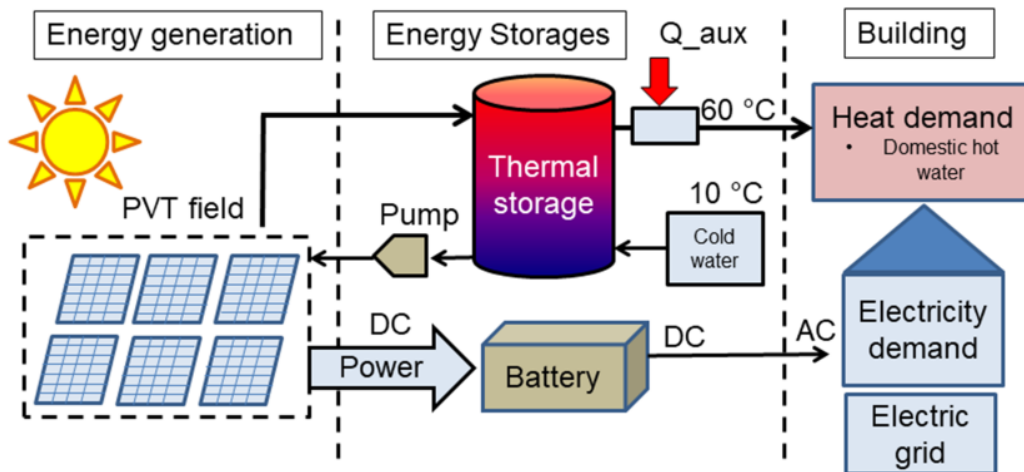 Energy generation
Energy Storages
Building
Q_aux
60 °C
Heat demand
• Domestic hot
water
Thermal
storage
PVT field
Pump
10 °C
Cold
water
DC
Power
Battery
DC
AC
Electricity
demand
Electric
grid